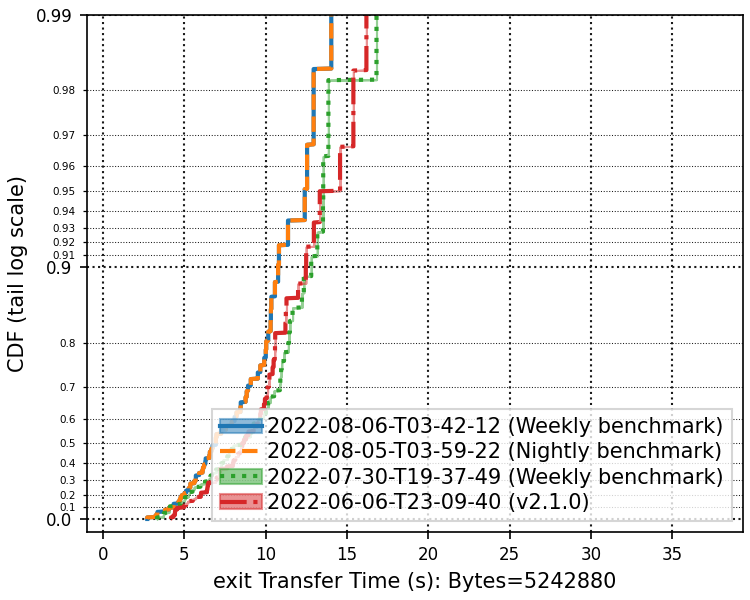 0.99
0.98
0.97
0.96
0.95
0.94
0.93
0.92
0.91
0.9
0.8
0.7
0.6
0.5
0.4
0.3
0.2
0.1
0.0
CDF (tail log scale)
2022-08-06-T03-42-12 (Weekly benchmark)
2022-08-05-T03-59-22 (Nightly benchmark)
2022-07-30-T19-37-49 (Weekly benchmark)
2022-06-06-T23-09-40 (v2.1.0)
0 5 10 15 20 25 30 35
exit Transfer Time (s): Bytes=5242880